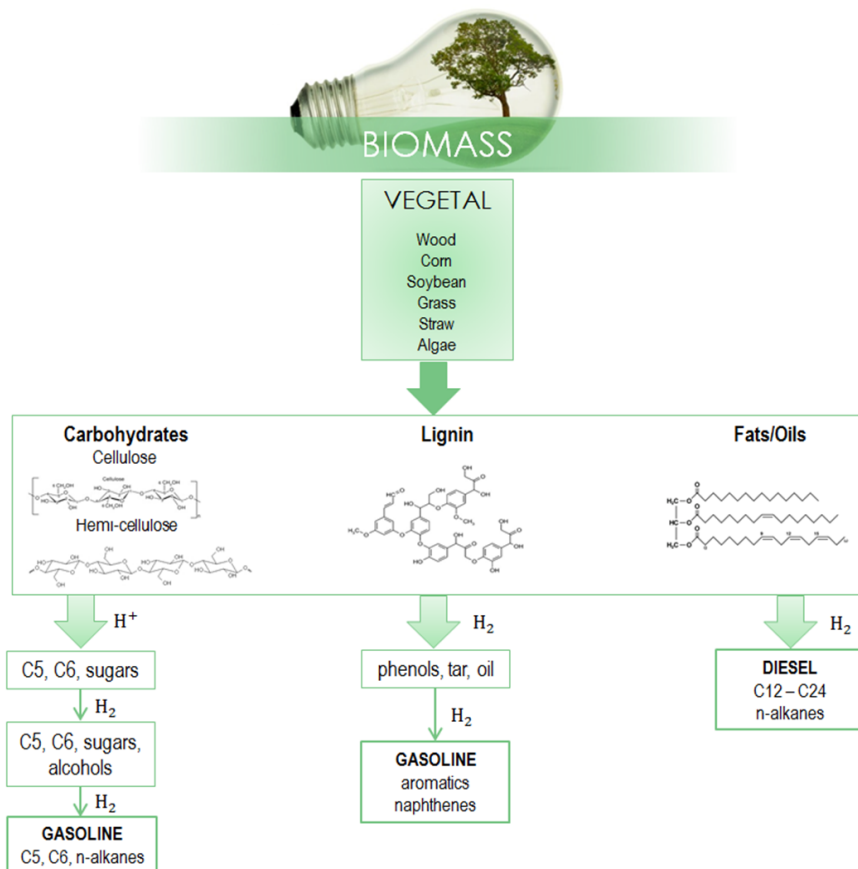 BIOMASS
VEGETAL
Wood
Corn
Soybean
Grass
Straw
Algae
Carbohydrates
Cellulose
Hemi-cellulose
Lignin
Fats/Oils
H⁺
C5, C6, sugars
H₂
C5, C6, sugars,
alcohols
H₂
GASOLINE
C5, C6, n-alkanes
H₂
phenols, tar, oil
H₂
GASOLINE
aromatics
naphthenes
H₂
DIESEL
C12 – C24
n-alkanes